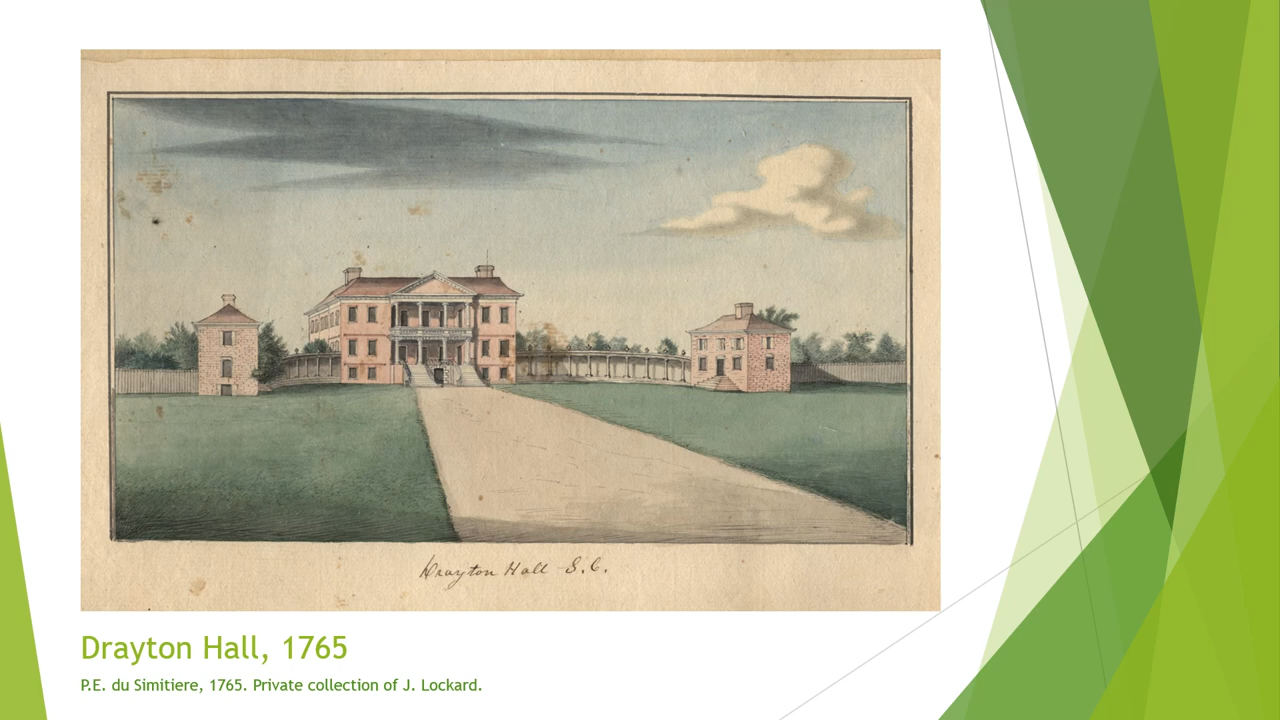 Drayton Hall S.C.
Drayton Hall, 1765
P.E. du Simitiere, 1765. Private collection of J. Lockard.